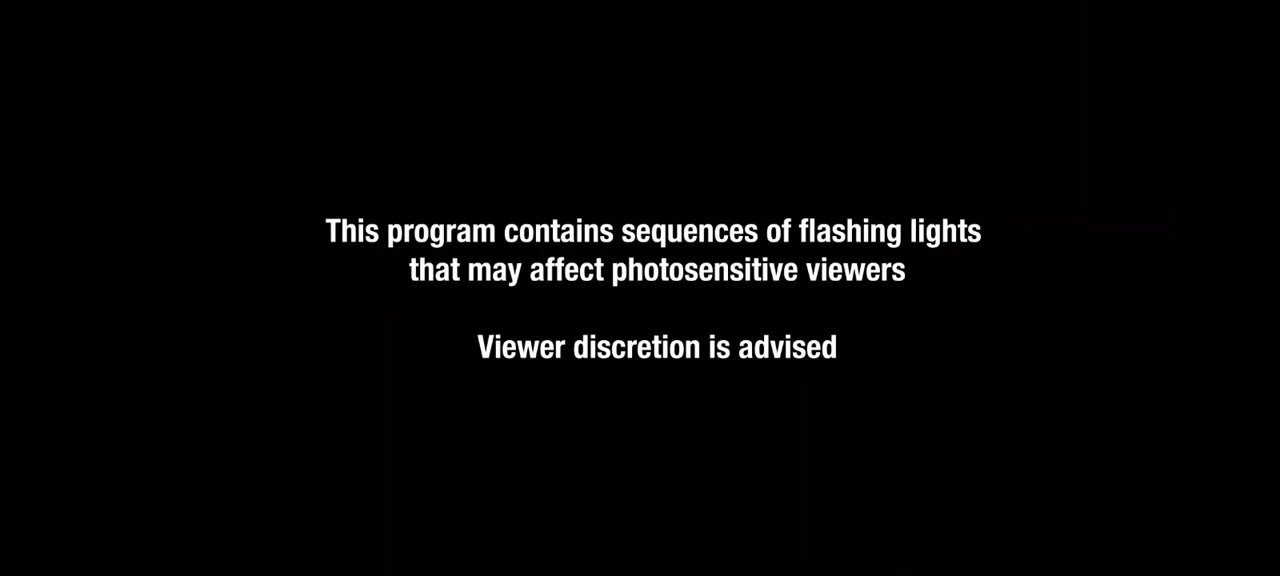 This program contains sequences of flashing lights
that may affect photosensitive viewers
Viewer discretion is advised